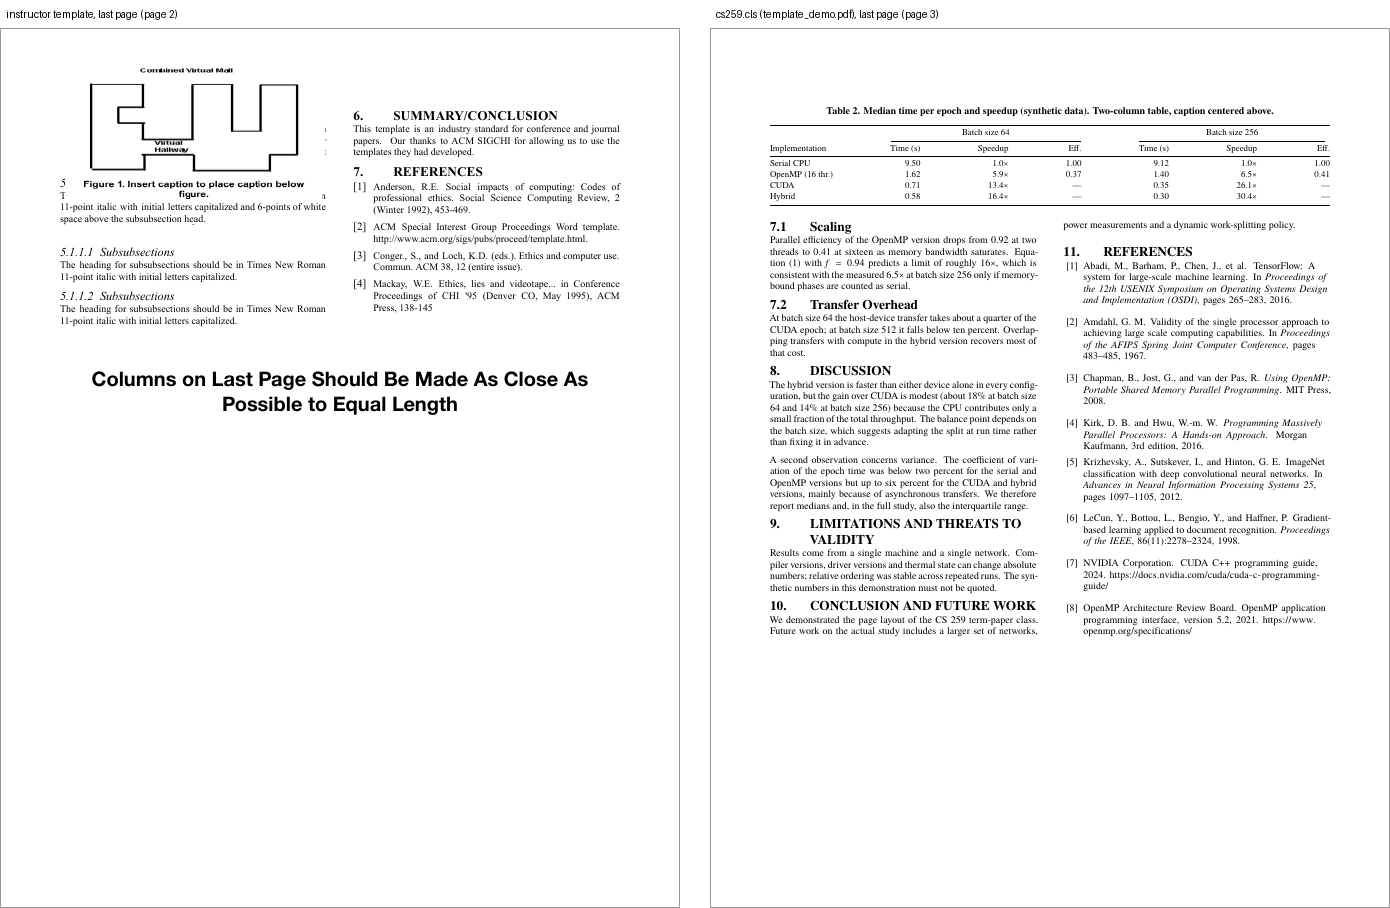 instructor template, last page (page 2)
Combined Virtual Mall
Virtual
Hallway
5
Figure 1. Insert caption to place caption below
figure.
T
11-point italic with initial letters capitalized and 6-points of white
space above the subsubsection head.
5.1.1.1 Subsubsections
The heading for subsubsections should be in Times New Roman
11-point italic with initial letters capitalized.
5.1.1.2 Subsubsections
The heading for subsubsections should be in Times New Roman
11-point italic with initial letters capitalized.
6. SUMMARY/CONCLUSION
This template is an industry standard for conference and journal
papers. Our thanks to ACM SIGCHI for allowing us to use the
templates they had developed.
7. REFERENCES
[1] Anderson, R.E. Social impacts of computing: Codes of
professional ethics. Social Science Computing Review, 2
(Winter 1992), 453-469.
[2] ACM Special Interest Group Proceedings Word template.
http://www.acm.org/sigs/pubs/proceed/template.html.
[3] Conger., S., and Loch, K.D. (eds.). Ethics and computer use.
Commun. ACM 38, 12 (entire issue).
[4] Mackay, W.E. Ethics, lies and videotape... in Conference
Proceedings of CHI '95 (Denver CO, May 1995), ACM
Press, 138-145
Columns on Last Page Should Be Made As Close As
Possible to Equal Length
cs259.cls (template_demo.pdf), last page (page 3)
Table 2. Median time per epoch and speedup (synthetic data). Two-column table, caption centered above.
Batch size 64 Batch size 256
Implementation Time (s) Speedup Eff. Time (s) Speedup Eff.
Serial CPU 9.50 1.0× 1.00 9.12 1.0× 1.00
OpenMP (16 thr.) 1.62 5.9× 0.37 1.40 6.5× 0.41
CUDA 0.71 13.4× — 0.35 26.1× —
Hybrid 0.58 16.4× — 0.30 30.4× —
7.1 Scaling
Parallel efficiency of the OpenMP version drops from 0.92 at two
threads to 0.41 at sixteen as memory bandwidth saturates. Equa-
tion (1) with f = 0.94 predicts a limit of roughly 16×, which is
consistent with the measured 6.5× at batch size 256 only if memory-
bound phases are counted as serial.
7.2 Transfer Overhead
At batch size 64 the host-device transfer takes about a quarter of the
CUDA epoch; at batch size 512 it falls below ten percent. Overlap-
ping transfers with compute in the hybrid version recovers most of
that cost.
8. DISCUSSION
The hybrid version is faster than either device alone in every config-
uration, but the gain over CUDA is modest (about 18% at batch size
64 and 14% at batch size 256) because the CPU contributes only a
small fraction of the total throughput. The balance point depends on
the batch size, which suggests adapting the split at run time rather
than fixing it in advance.
A second observation concerns variance. The coefficient of vari-
ation of the epoch time was below two percent for the serial and
OpenMP versions but up to six percent for the CUDA and hybrid
versions, mainly because of asynchronous transfers. We therefore
report medians and, in the full study, also the interquartile range.
9. LIMITATIONS AND THREATS TO
VALIDITY
Results come from a single machine and a single network. Com-
piler versions, driver versions and thermal state can change absolute
numbers; relative ordering was stable across repeated runs. The syn-
thetic numbers in this demonstration must not be quoted.
10. CONCLUSION AND FUTURE WORK
We demonstrated the page layout of the CS 259 term-paper class.
Future work on the actual study includes a larger set of networks,
power measurements and a dynamic work-splitting policy.
11. REFERENCES
[1] Abadi, M., Barham, P., Chen, J., et al. TensorFlow: A
system for large-scale machine learning. In Proceedings of
the 12th USENIX Symposium on Operating Systems Design
and Implementation (OSDI), pages 265–283, 2016.
[2] Amdahl, G. M. Validity of the single processor approach to
achieving large scale computing capabilities. In Proceedings
of the AFIPS Spring Joint Computer Conference, pages
483–485, 1967.
[3] Chapman, B., Jost, G., and van der Pas, R. Using OpenMP:
Portable Shared Memory Parallel Programming. MIT Press,
2008.
[4] Kirk, D. B. and Hwu, W.-m. W. Programming Massively
Parallel Processors: A Hands-on Approach. Morgan
Kaufmann, 3rd edition, 2016.
[5] Krizhevsky, A., Sutskever, I., and Hinton, G. E. ImageNet
classification with deep convolutional neural networks. In
Advances in Neural Information Processing Systems 25,
pages 1097–1105, 2012.
[6] LeCun, Y., Bottou, L., Bengio, Y., and Haffner, P. Gradient-
based learning applied to document recognition. Proceedings
of the IEEE, 86(11):2278–2324, 1998.
[7] NVIDIA Corporation. CUDA C++ programming guide,
2024. https://docs.nvidia.com/cuda/cuda-c-programming-
guide/
[8] OpenMP Architecture Review Board. OpenMP application
programming interface, version 5.2, 2021. https://www.
openmp.org/specifications/